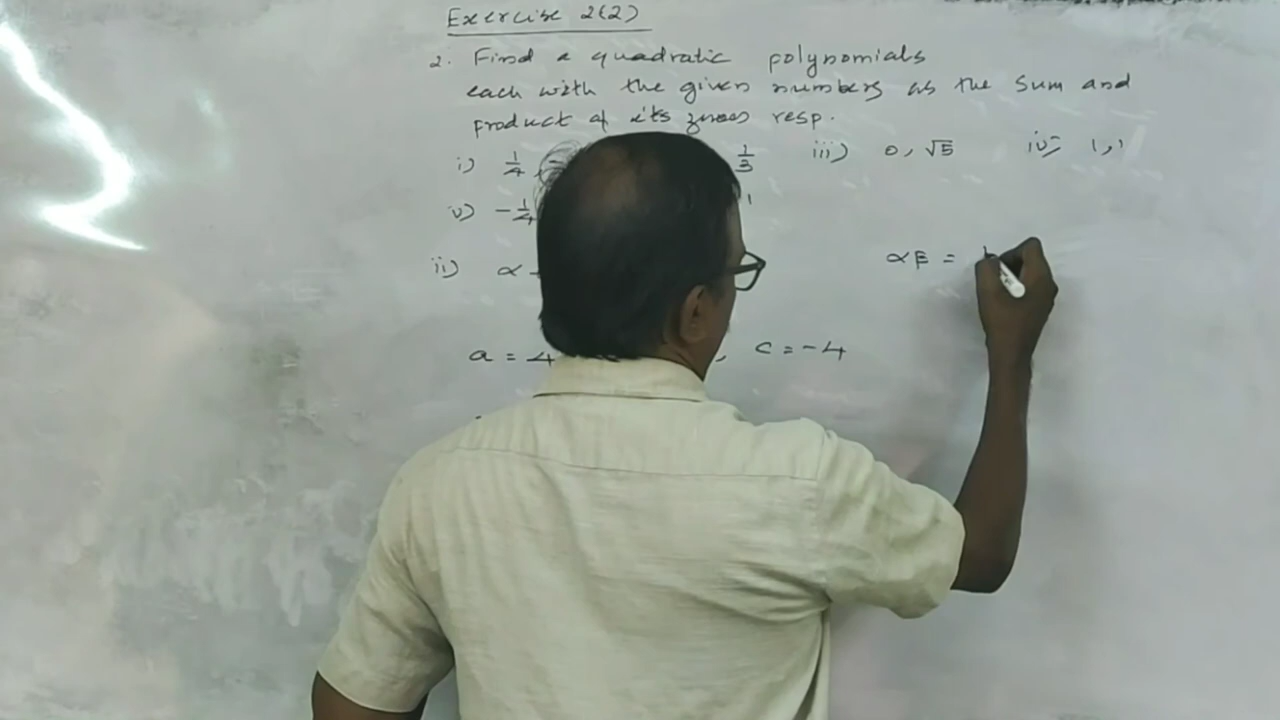 Exercise 2(2)
2. Find a quadratic polynomials
each with the given numbers as the sum and
product of its zeroes resp.
i) 1/4, 1/3 iii) 0, √5 iv) 1, 1
v) -1/4 1
ii) α αβ =
a = 4 , c = -4